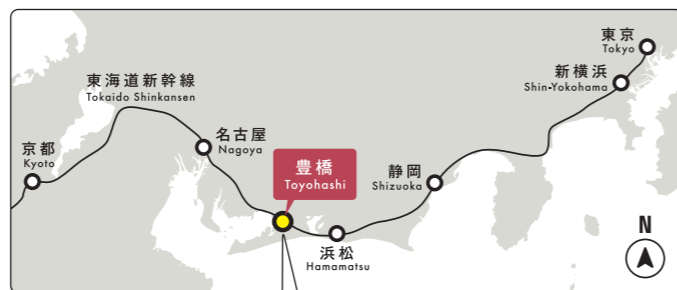 東京
Tokyo
新横浜
Shin-Yokohama
東海道新幹線
Tokaido Shinkansen
京都
Kyoto
名古屋
Nagoya
豊橋
Toyohashi
静岡
Shizuoka
浜松
Hamamatsu
N